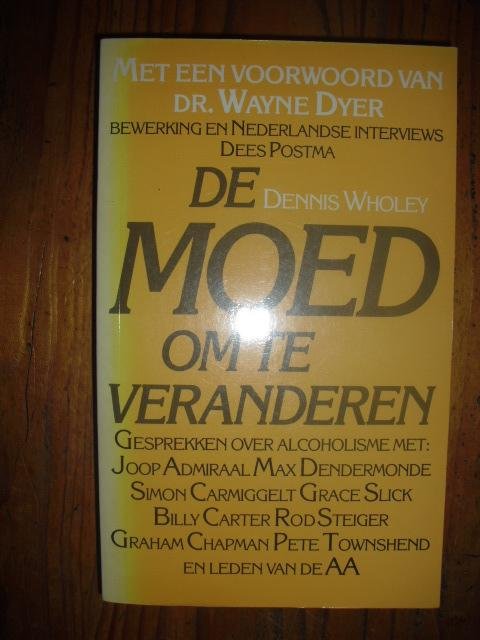 MET EEN VOORWOORD VAN
DR. WAYNE DYER
BEWERKING EN NEDERLANDSE INTERVIEWS
DEES POSTMA
DE
DENNIS WHOLEY
MOED
OM TE
VERANDEREN
GESPREKKEN OVER ALCOHOLISME MET:
JOOP ADMIRAAL MAX DENDERMONDE
SIMON CARMIGGELT GRACE SLICK
BILLY CARTER ROD STEIGER
GRAHAM CHAPMAN PETE TOWNSHEND
EN LEDEN VAN DE AA